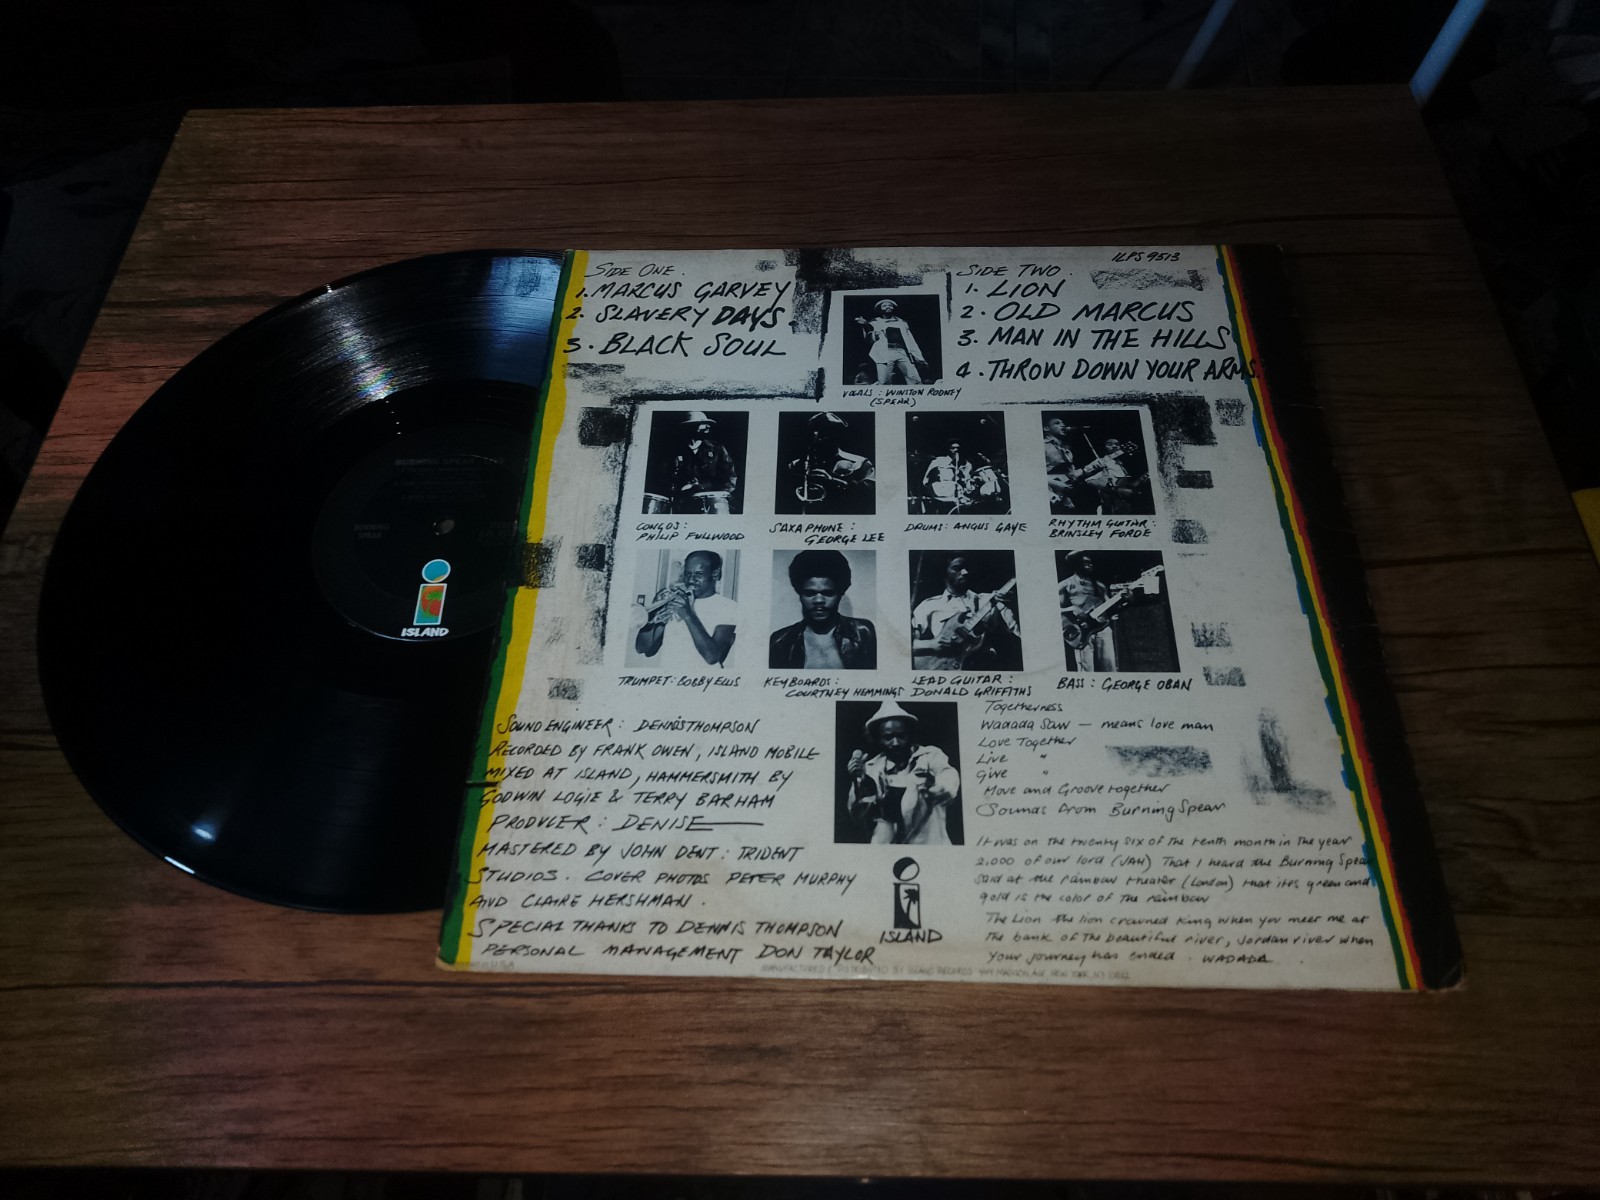 ILPS 9513
SIDE ONE.
1. MARCUS GARVEY
2. SLAVERY DAYS.
3. BLACK SOUL
SIDE TWO.
1. LION
2. OLD MARCUS
3. MAN IN THE HILLS
4. THROW DOWN YOUR ARMS
VOCALS: WINSTON RODNEY
(SPEAR)
CONGOS:
PHILIP FULLWOOD
SAXAPHONE:
GEORGE LEE
DRUMS: ANGUS GAYE
RHYTHM GUITAR:
BRINSLEY FORDE
TRUMPET: BOBBY ELLIS
KEYBOARDS:
COURTNEY HEMMINGS
LEAD GUITAR:
DONALD GRIFFITHS
BASS: GEORGE OBAN
SOUND ENGINEER: DENNIS THOMPSON
RECORDED BY FRANK OWEN, ISLAND MOBILE
MIXED AT ISLAND, HAMMERSMITH BY
GODWIN LOGIE & TERRY BARHAM
PRODUCER: DENISE
MASTERED BY JOHN DENT: TRIDENT
STUDIOS. COVER PHOTOS PETER MURPHY
AND CLAIRE HERSHMAN.
SPECIAL THANKS TO DENNIS THOMPSON
PERSONAL MANAGEMENT DON TAYLOR
Togetherness
Wadada Saw — means love man
Love Together
Live "
Give "
Move and Groove together
Sounds from Burning Spear
It was on the twenty six of the tenth month in the year
2,000 of our lord (JAH) That I heard the Burning Spear
said at the rainbow theater (London) that ites green and
gold is the color of the rainbow
The Lion the lion crowned King when you meet me at
the bank of the beautiful river, Jordan river when
Your journey has ended. WADADA.
ISLAND
MANUFACTURED & DISTRIBUTED BY ISLAND RECORDS
BURNING SPEAR
ISLAND